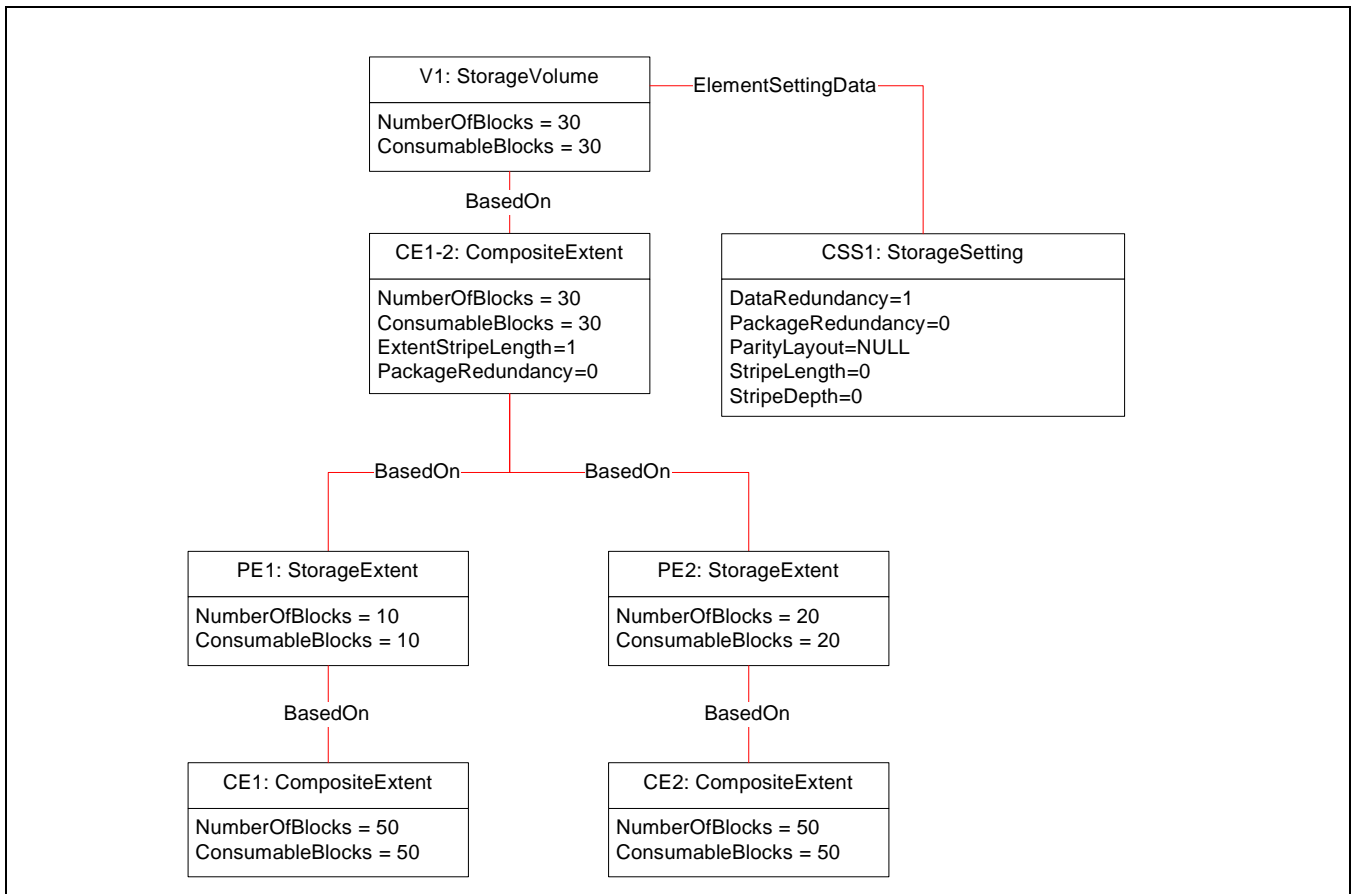 V1: StorageVolume
NumberOfBlocks = 30
ConsumableBlocks = 30
ElementSettingData
BasedOn
CE1-2: CompositeExtent
NumberOfBlocks = 30
ConsumableBlocks = 30
ExtentStripeLength=1
PackageRedundancy=0
CSS1: StorageSetting
DataRedundancy=1
PackageRedundancy=0
ParityLayout=NULL
StripeLength=0
StripeDepth=0
BasedOn
BasedOn
PE1: StorageExtent
NumberOfBlocks = 10
ConsumableBlocks = 10
PE2: StorageExtent
NumberOfBlocks = 20
ConsumableBlocks = 20
BasedOn
BasedOn
CE1: CompositeExtent
NumberOfBlocks = 50
ConsumableBlocks = 50
CE2: CompositeExtent
NumberOfBlocks = 50
ConsumableBlocks = 50